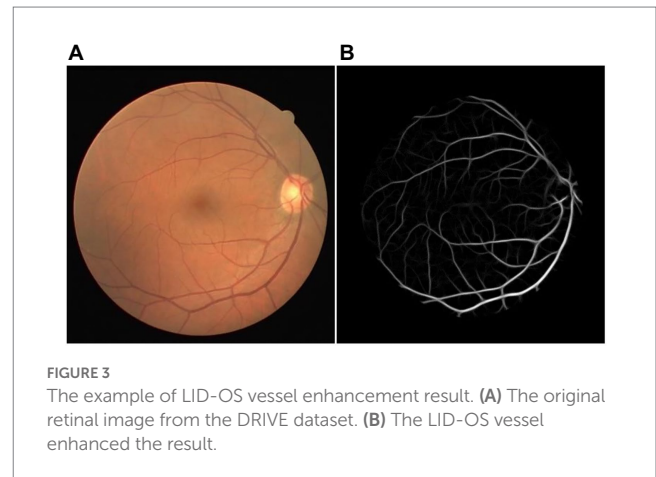 A B
FIGURE 3
The example of LID-OS vessel enhancement result. (A) The original
retinal image from the DRIVE dataset. (B) The LID-OS vessel
enhanced the result.